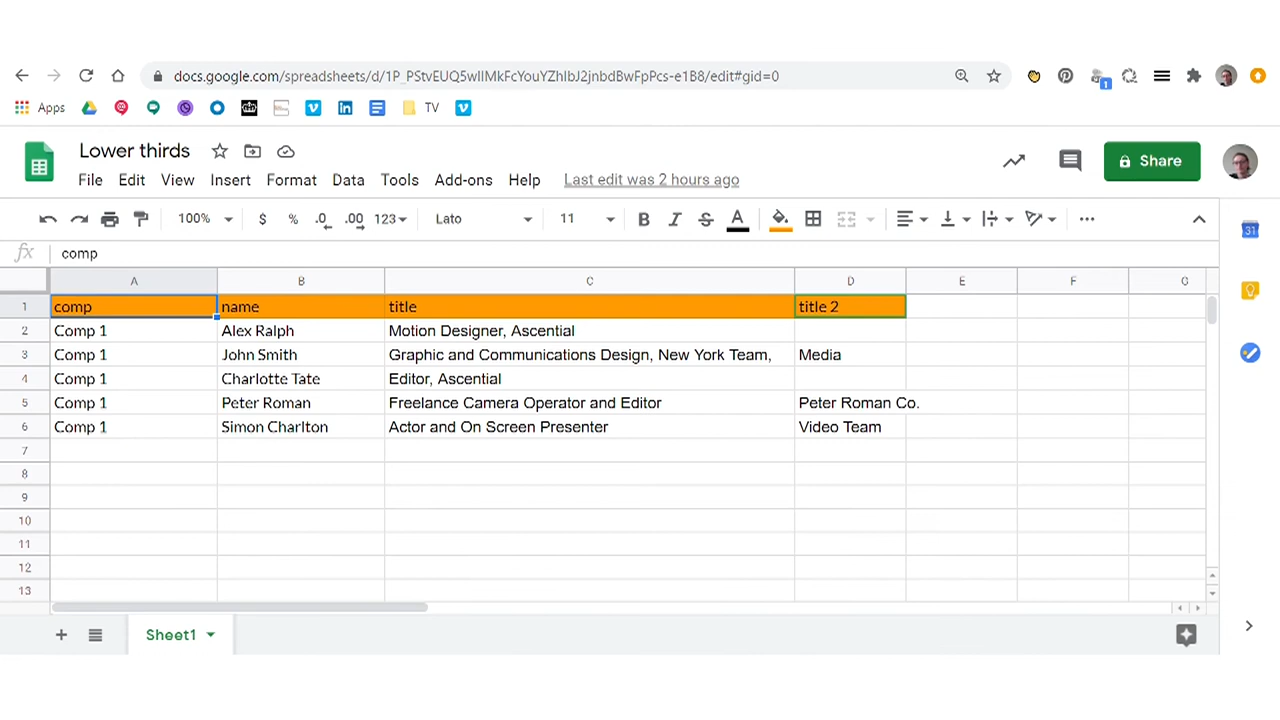 docs.google.com/spreadsheets/d/1P_PStvEUQ5wIIMkFcYouYZhIbJ2jnbdBwFpPcs-e1B8/edit#gid=0
1
Apps TV
Lower thirds
Share
File Edit View Insert Format Data Tools Add-ons Help Last edit was 2 hours ago
100% $ % .0 .00 123 Lato 11 B I S A
31
fx comp
A B C D E F G
1 comp name title title 2
2 Comp 1 Alex Ralph Motion Designer, Ascential
3 Comp 1 John Smith Graphic and Communications Design, New York Team, Media
4 Comp 1 Charlotte Tate Editor, Ascential
5 Comp 1 Peter Roman Freelance Camera Operator and Editor Peter Roman Co.
6 Comp 1 Simon Charlton Actor and On Screen Presenter Video Team
7
8
9
10
11
12
13
Sheet1